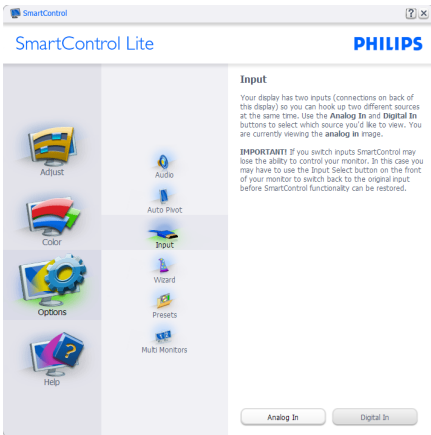 SmartControl
SmartControl Lite
PHILIPS
Adjust
Color
Options
Help
Audio
Auto Pivot
Input
Wizard
Presets
Multi Monitors
Input
Your display has two inputs (connections on back of
this display) so you can hook up two different sources
at the same time. Use the Analog In and Digital In
buttons to select which source you'd like to view. You
are currently viewing the analog in image.
IMPORTANT! If you switch inputs SmartControl may
lose the ability to control your monitor. In this case you
may have to use the Input Select button on the front
of your monitor to switch back to the original input
before SmartControl functionality can be restored.
Analog In
Digital In